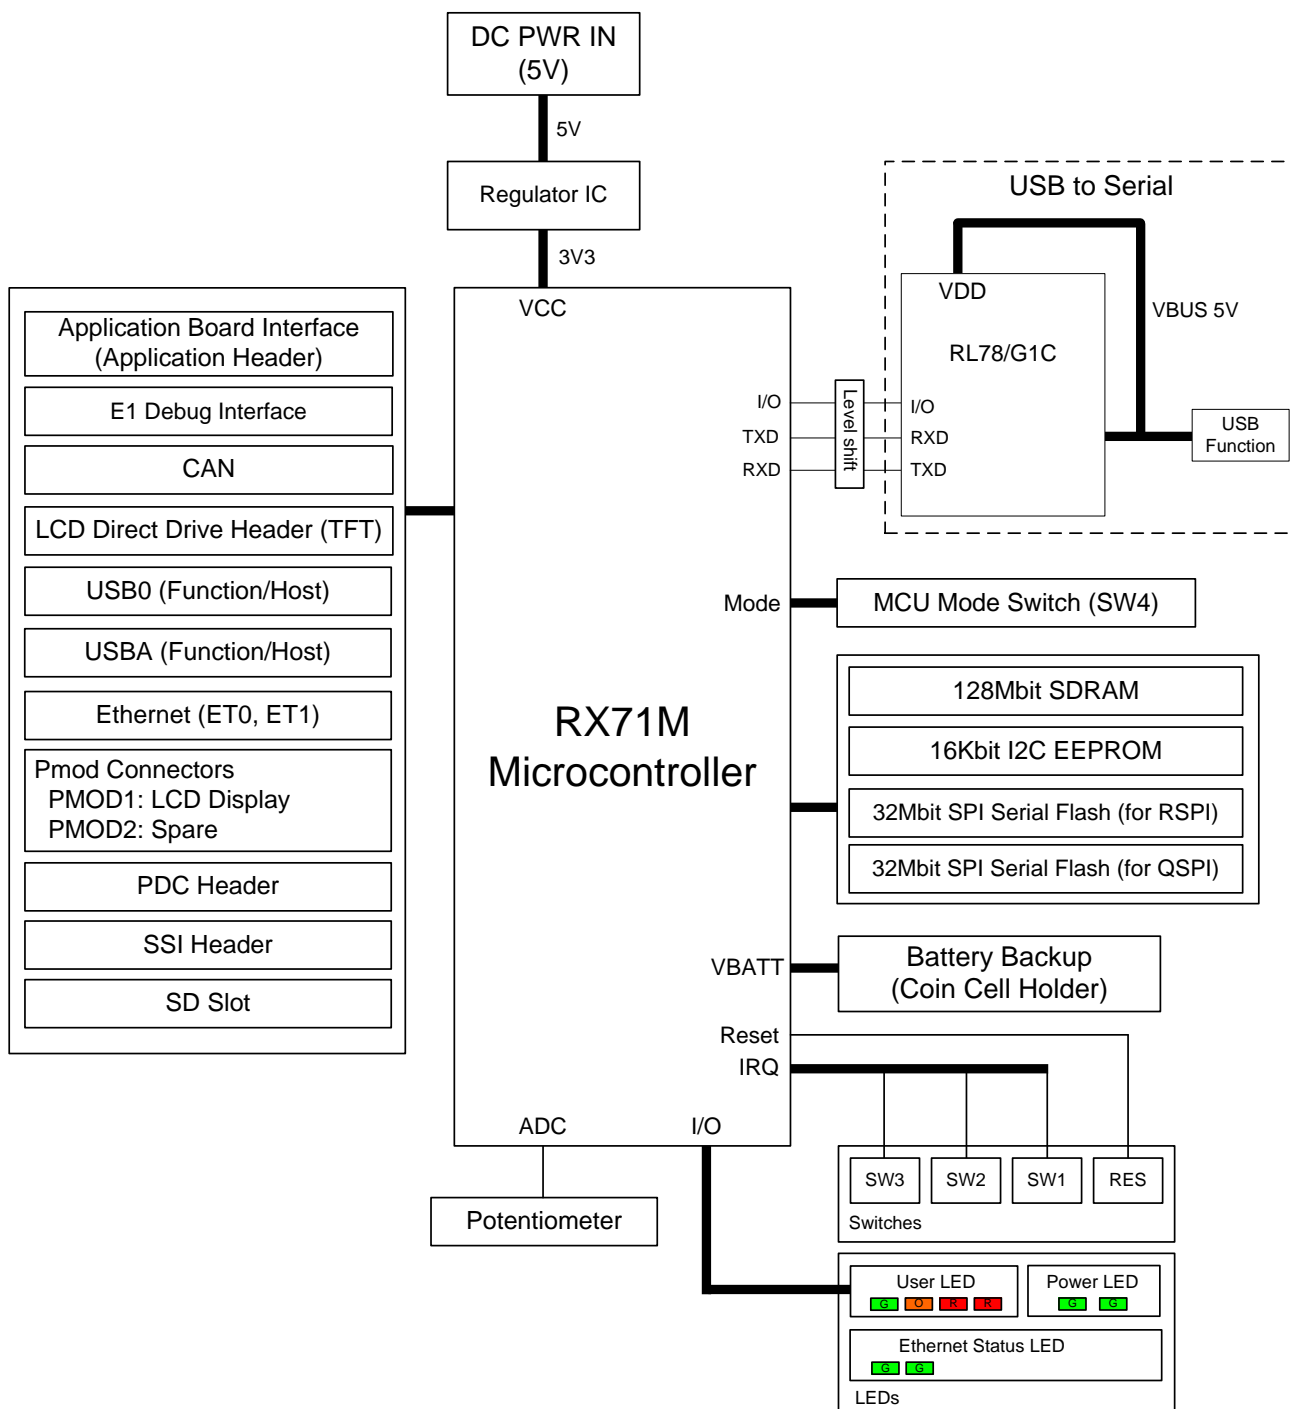 DC PWR IN
(5V)
5V
Regulator IC
3V3
USB to Serial
VDD
VBUS 5V
RL78/G1C
I/O
RXD
TXD
USB
Function
Level shift
I/O
TXD
RXD
VCC
Application Board Interface
(Application Header)
E1 Debug Interface
CAN
LCD Direct Drive Header (TFT)
USB0 (Function/Host)
USBA (Function/Host)
Ethernet (ET0, ET1)
Pmod Connectors
PMOD1: LCD Display
PMOD2: Spare
PDC Header
SSI Header
SD Slot
RX71M
Microcontroller
Mode
MCU Mode Switch (SW4)
128Mbit SDRAM
16Kbit I2C EEPROM
32Mbit SPI Serial Flash (for RSPI)
32Mbit SPI Serial Flash (for QSPI)
VBATT
Battery Backup
(Coin Cell Holder)
Reset
IRQ
ADC
I/O
Potentiometer
SW3
SW2
SW1
RES
Switches
User LED
G
O
R
R
Power LED
G
G
Ethernet Status LED
G
G
LEDs